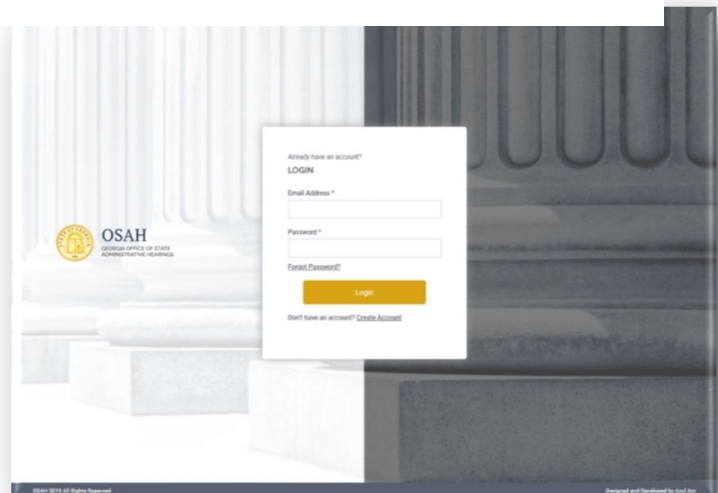 OSAH
GEORGIA OFFICE OF STATE
ADMINISTRATIVE HEARINGS
Already have an account?
LOGIN
Email Address *
Password *
Forgot Password?
Login
Don't have an account? Create Account
OSAH 2019 All Rights Reserved
Designed and Developed by